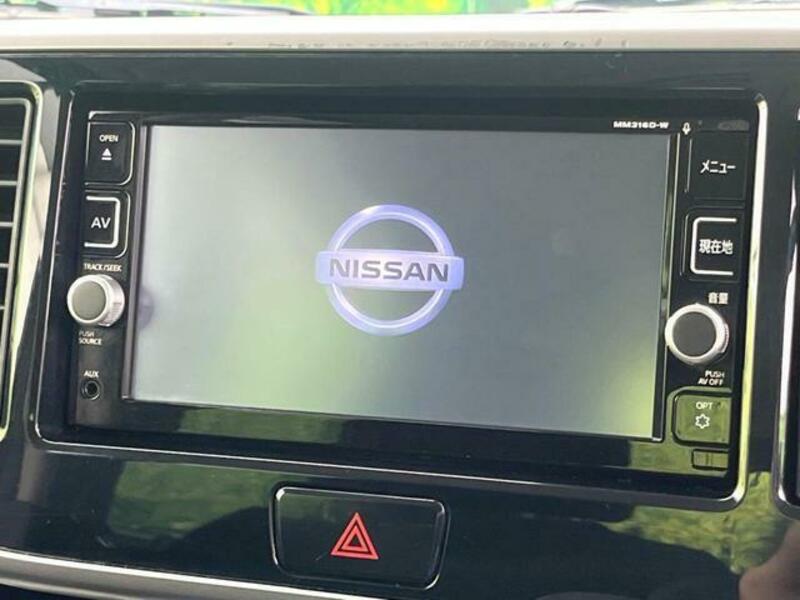 MM316D-W
OPEN
メニュー
AV
現在地
TRACK/SEEK
音量
NISSAN
PUSH
SOURCE
AUX
PUSH
AV OFF
OPT